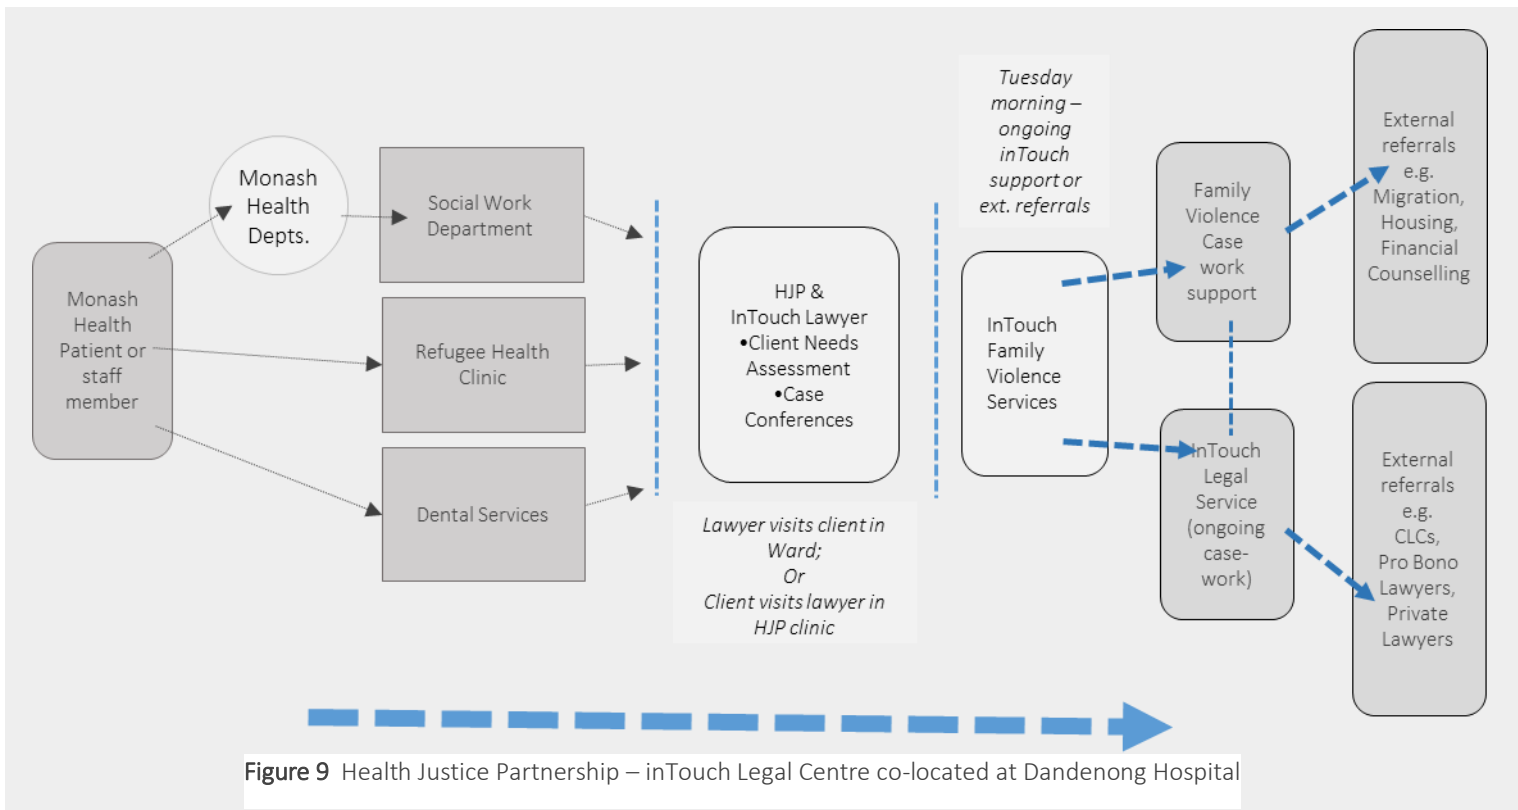 Monash
Health
Patient or
staff
member
Monash
Health
Depts.
Social Work
Department
Refugee Health
Clinic
Dental Services
HJP &
InTouch Lawyer
•Client Needs
Assessment
•Case
Conferences
Lawyer visits client in
Ward;
Or
Client visits lawyer in
HJP clinic
Tuesday
morning –
ongoing
inTouch
support or
ext. referrals
InTouch
Family
Violence
Services
Family
Violence
Case
work
support
InTouch
Legal
Service
(ongoing
case-
work)
External
referrals
e.g.
Migration,
Housing,
Financial
Counselling
External
referrals
e.g.
CLCs,
Pro Bono
Lawyers,
Private
Lawyers
Figure 9 Health Justice Partnership – inTouch Legal Centre co-located at Dandenong Hospital